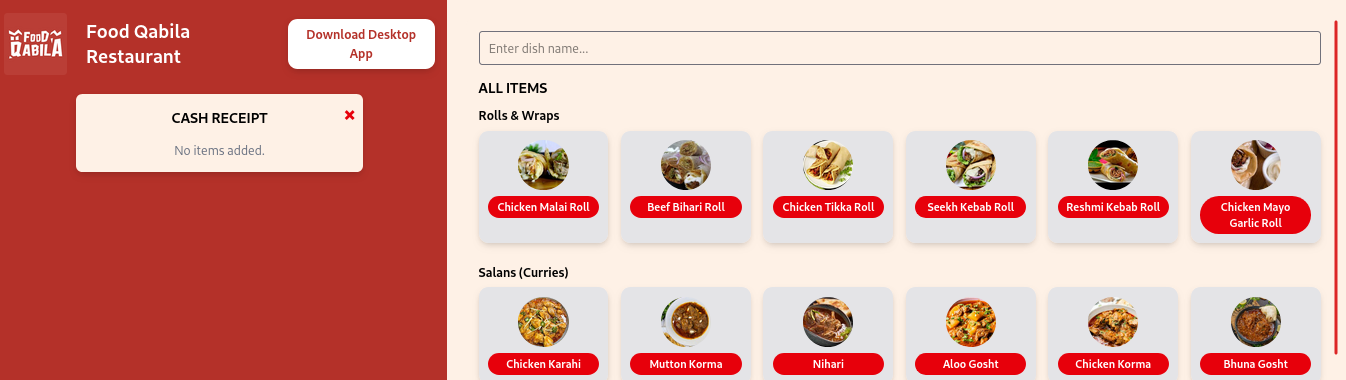 FOOD
QABILA
Food Qabila
Restaurant
Download Desktop
App
CASH RECEIPT
No items added.
Enter dish name...
ALL ITEMS
Rolls & Wraps
Chicken Malai Roll
Beef Bihari Roll
Chicken Tikka Roll
Seekh Kebab Roll
Reshmi Kebab Roll
Chicken Mayo
Garlic Roll
Salans (Curries)
Chicken Karahi
Mutton Korma
Nihari
Aloo Gosht
Chicken Korma
Bhuna Gosht